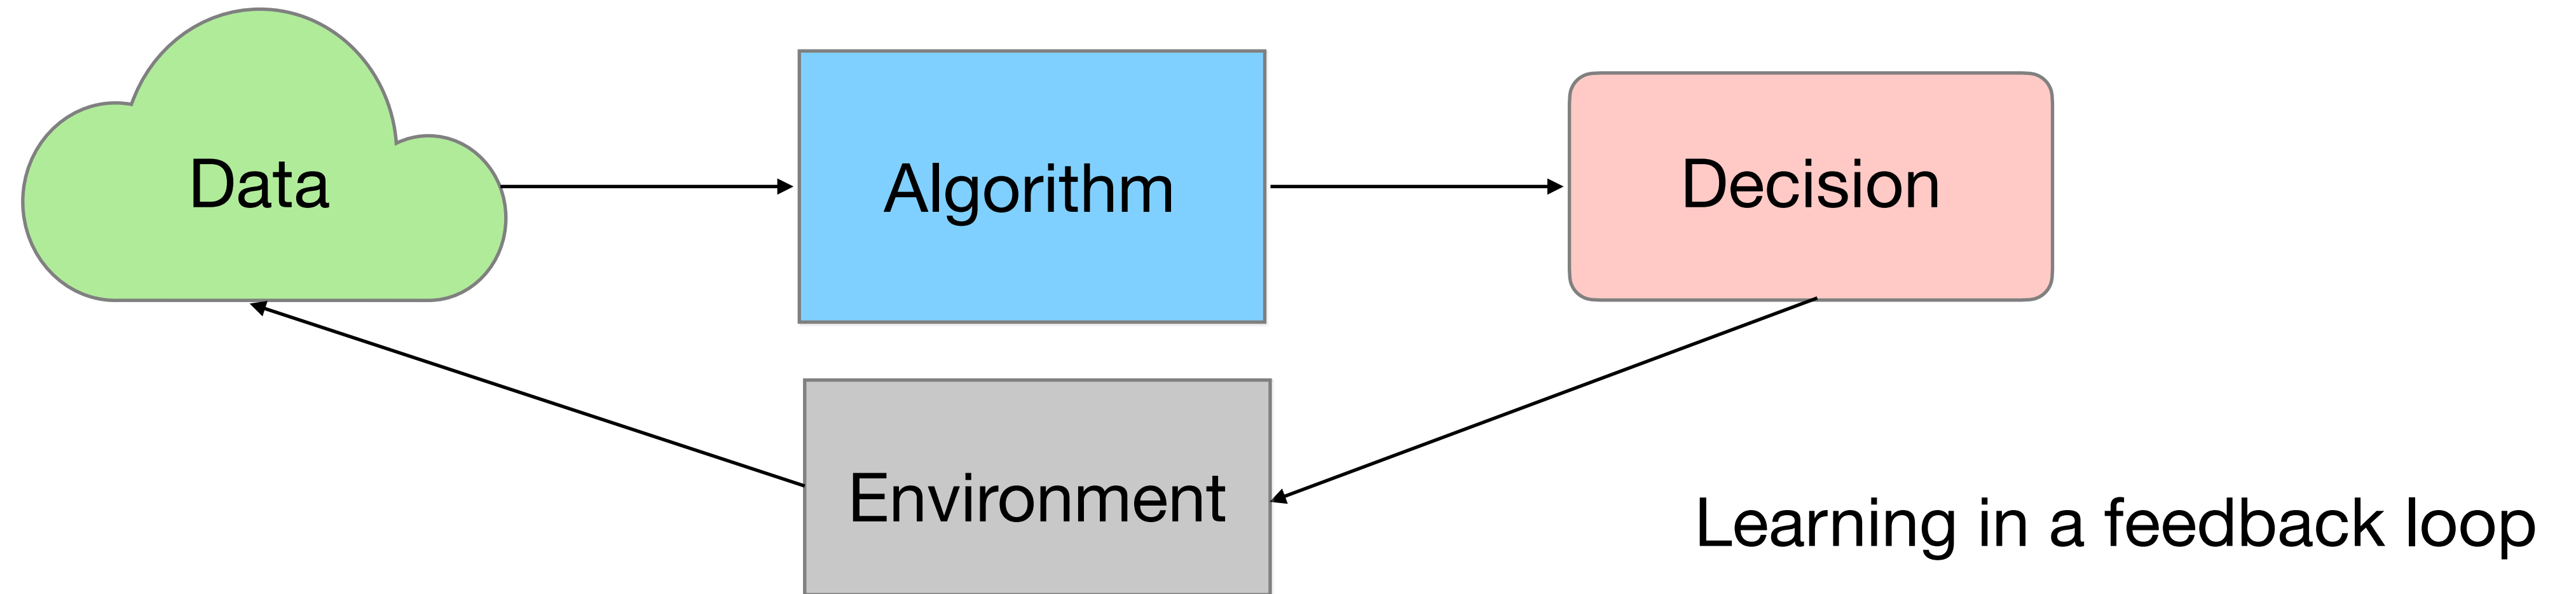 Data
Algorithm
Decision
Environment
Learning in a feedback loop